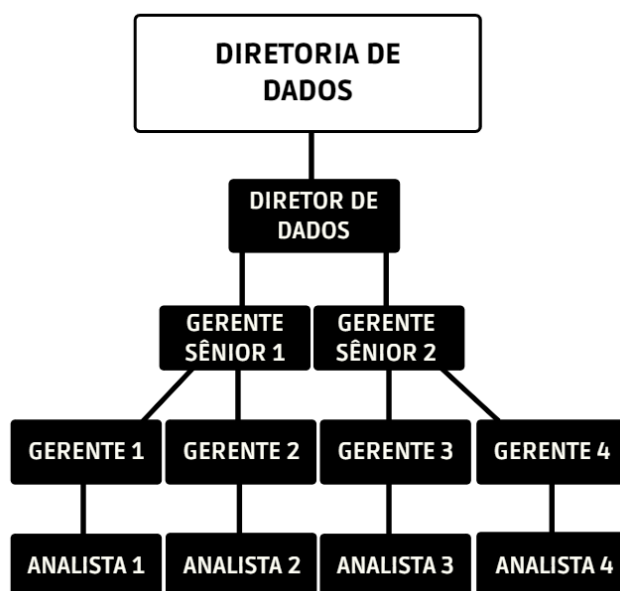 DIRETORIA DE
DADOS
DIRETOR DE
DADOS
GERENTE
SÊNIOR 1
GERENTE
SÊNIOR 2
GERENTE 1
GERENTE 2
GERENTE 3
GERENTE 4
ANALISTA 1
ANALISTA 2
ANALISTA 3
ANALISTA 4